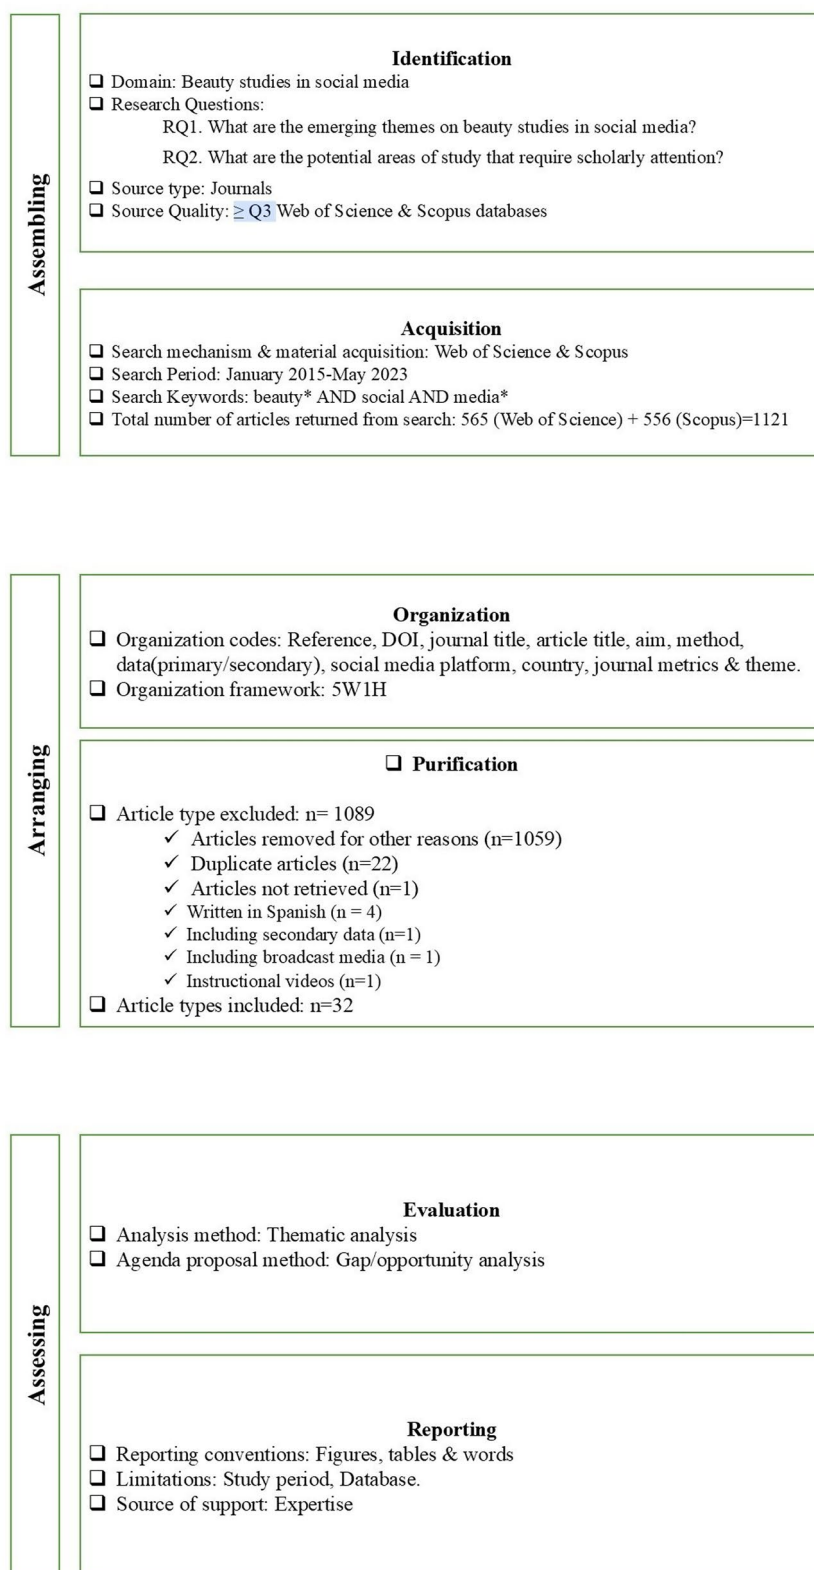 Assembling
Identification
Domain: Beauty studies in social media
Research Questions:
RQ1. What are the emerging themes on beauty studies in social media?
RQ2. What are the potential areas of study that require scholarly attention?
Source type: Journals
Source Quality: ≥ Q3 Web of Science & Scopus databases
Acquisition
Search mechanism & material acquisition: Web of Science & Scopus
Search Period: January 2015-May 2023
Search Keywords: beauty* AND social AND media*
Total number of articles returned from search: 565 (Web of Science) + 556 (Scopus)=1121
Arranging
Organization
Organization codes: Reference, DOI, journal title, article title, aim, method,
data(primary/secondary), social media platform, country, journal metrics & theme.
Organization framework: 5W1H
Purification
Article type excluded: n= 1089
✓ Articles removed for other reasons (n=1059)
✓ Duplicate articles (n=22)
✓ Articles not retrieved (n=1)
✓ Written in Spanish (n = 4)
✓ Including secondary data (n=1)
✓ Including broadcast media (n = 1)
✓ Instructional videos (n=1)
Article types included: n=32
Assessing
Evaluation
Analysis method: Thematic analysis
Agenda proposal method: Gap/opportunity analysis
Reporting
Reporting conventions: Figures, tables & words
Limitations: Study period, Database.
Source of support: Expertise